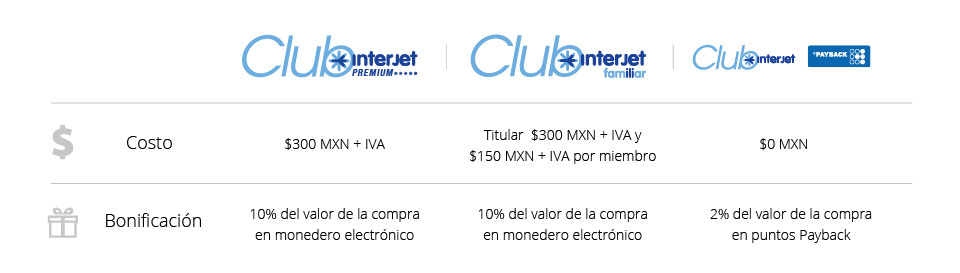 Club interjet PREMIUM
Club interjet familiar
Club interjet PAYBACK
$ Costo
$300 MXN + IVA
Titular $300 MXN + IVA y
$150 MXN + IVA por miembro
$0 MXN
Bonificación
10% del valor de la compra
en monedero electrónico
10% del valor de la compra
en monedero electrónico
2% del valor de la compra
en puntos Payback